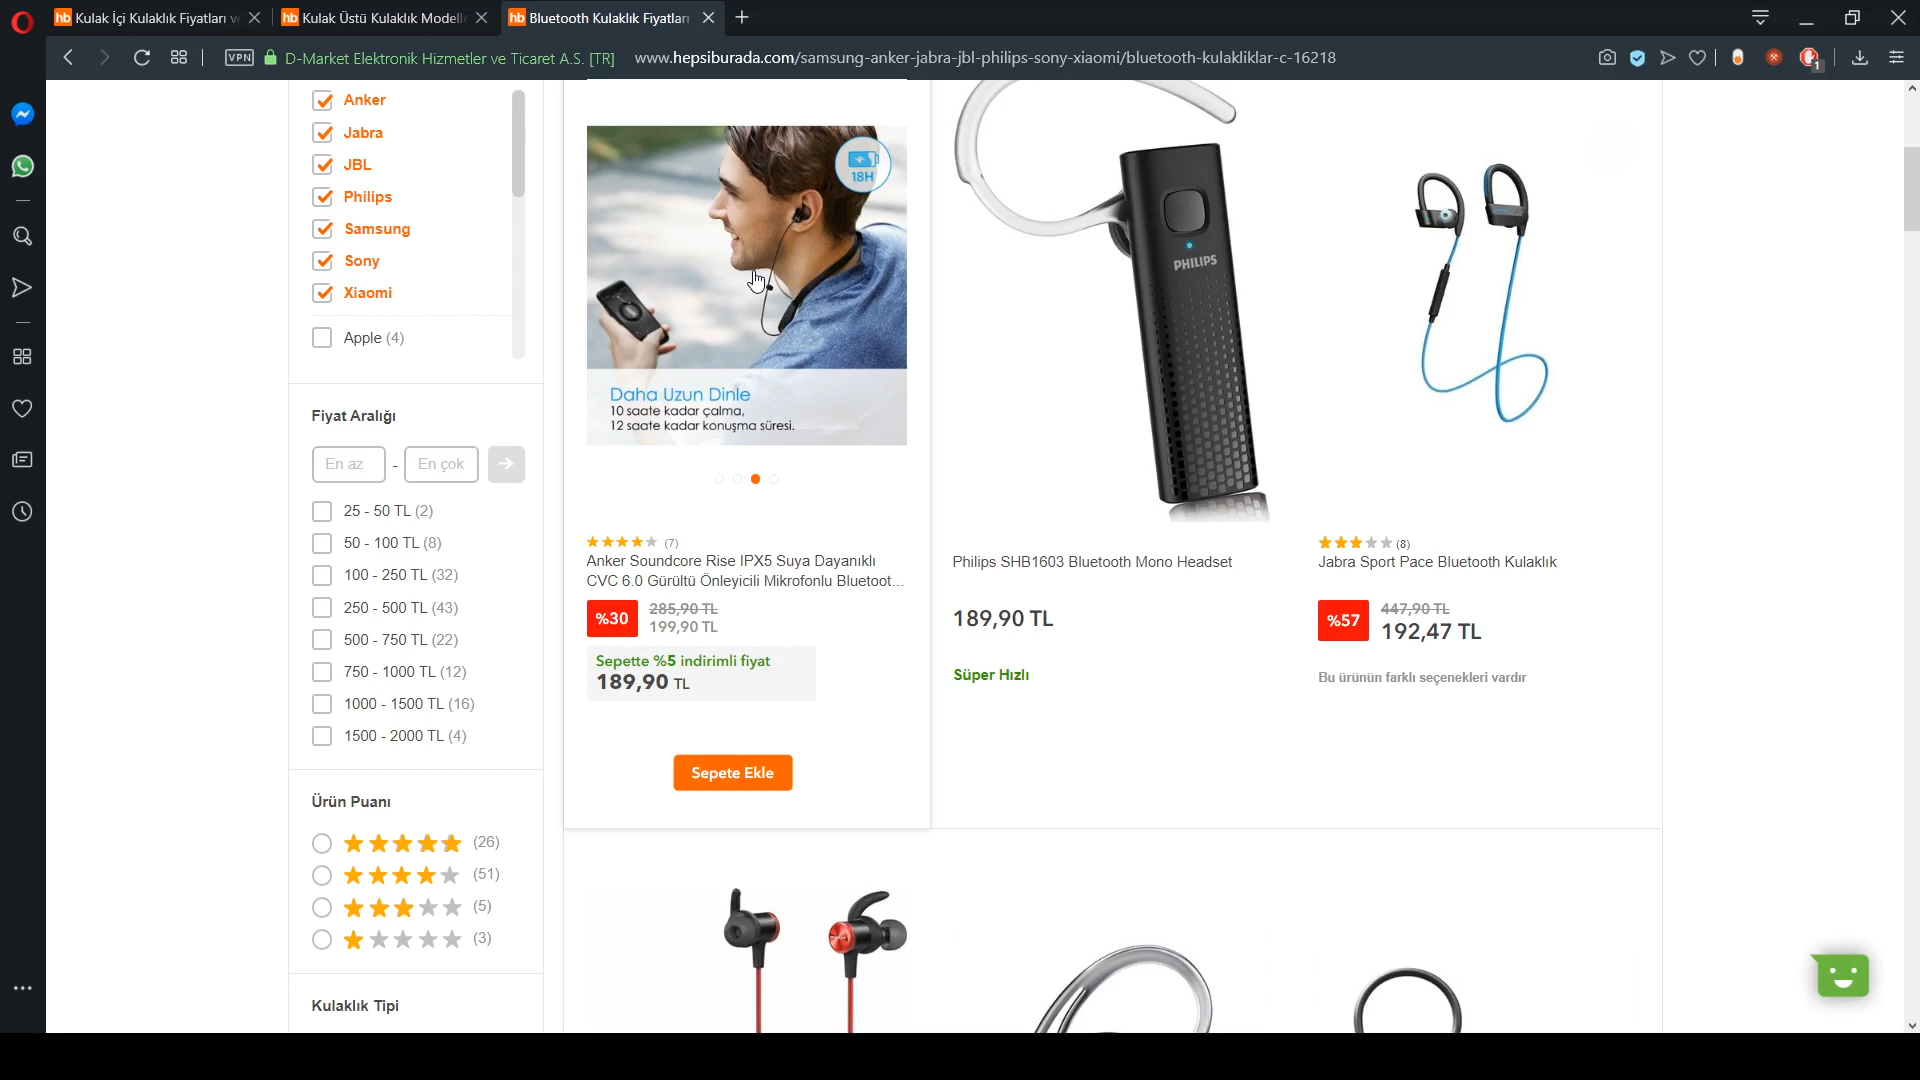 Kulak İçi Kulaklık Fiyatları v
Kulak Üstü Kulaklık Modelle
Bluetooth Kulaklık Fiyatları
VPN
D-Market Elektronik Hizmetler ve Ticaret A.S. [TR]
www.hepsiburada.com/samsung-anker-jabra-jbl-philips-sony-xiaomi/bluetooth-kulakliklar-c-16218
1
Anker
Jabra
JBL
Philips
Samsung
Sony
Xiaomi
Apple (4)
Fiyat Aralığı
En az - En çok
25 - 50 TL (2)
50 - 100 TL (8)
100 - 250 TL (32)
250 - 500 TL (43)
500 - 750 TL (22)
750 - 1000 TL (12)
1000 - 1500 TL (16)
1500 - 2000 TL (4)
Ürün Puanı
(26)
(51)
(5)
(3)
Kulaklık Tipi
18H
Daha Uzun Dinle
10 saate kadar çalma,
12 saate kadar konuşma süresi.
(7)
Anker Soundcore Rise IPX5 Suya Dayanıklı
CVC 6.0 Gürültü Önleyicili Mikrofonlu Bluetoot...
%30
285,90 TL
199,90 TL
Sepette %5 indirimli fiyat
189,90 TL
Sepete Ekle
PHILIPS
Philips SHB1603 Bluetooth Mono Headset
189,90 TL
Süper Hızlı
(8)
Jabra Sport Pace Bluetooth Kulaklık
%57
447,90 TL
192,47 TL
Bu ürünün farklı seçenekleri vardır